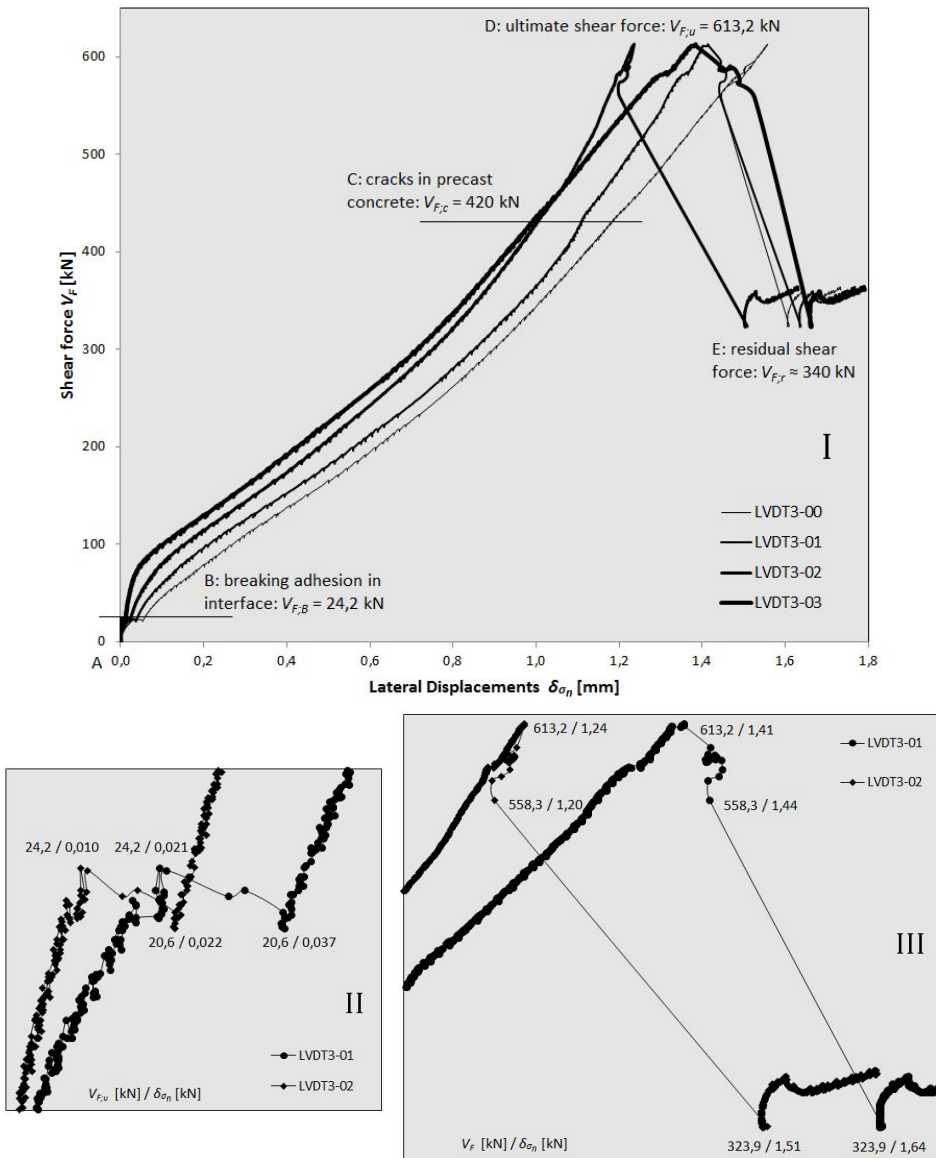 D: ultimate shear force: VF;u = 613,2 kN
600
500
C: cracks in precast
concrete: VF;c = 420 kN
400
Shear force VF [kN]
300
E: residual shear
force: VF;r ≈ 340 kN
200
I
LVDT3-00
LVDT3-01
LVDT3-02
LVDT3-03
100
B: breaking adhesion in
interface: VF;B = 24,2 kN
0
A
0,0 0,2 0,4 0,6 0,8 1,0 1,2 1,4 1,6 1,8
Lateral Displacements δσn [mm]
24,2 / 0,010 24,2 / 0,021
20,6 / 0,022 20,6 / 0,037
II
LVDT3-01
LVDT3-02
VF;u [kN] / δσn [kN]
613,2 / 1,24 613,2 / 1,41
LVDT3-01
LVDT3-02
558,3 / 1,20 558,3 / 1,44
III
VF [kN] / δσn [kN]
323,9 / 1,51 323,9 / 1,64